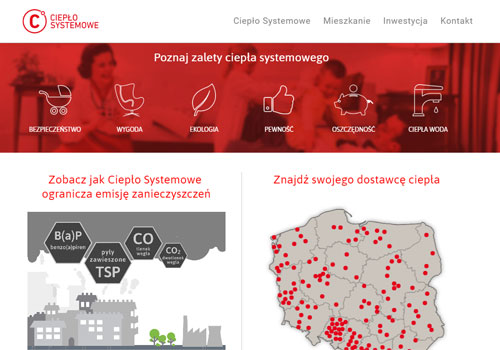 CIEPŁO
SYSTEMOWE
Ciepło Systemowe Mieszkanie Inwestycja Kontakt
Poznaj zalety ciepła systemowego
BEZPIECZEŃSTWO WYGODA EKOLOGIA PEWNOŚĆ OSZCZĘDNOŚĆ CIEPŁA WODA
Zobacz jak Ciepło Systemowe
ogranicza emisję zanieczyszczeń
Znajdź swojego dostawcę ciepła
B(a)P
benzo(a)piren
pyły
zawieszone
TSP
CO
tlenek
węgla
CO₂
dwutlenek
węgla